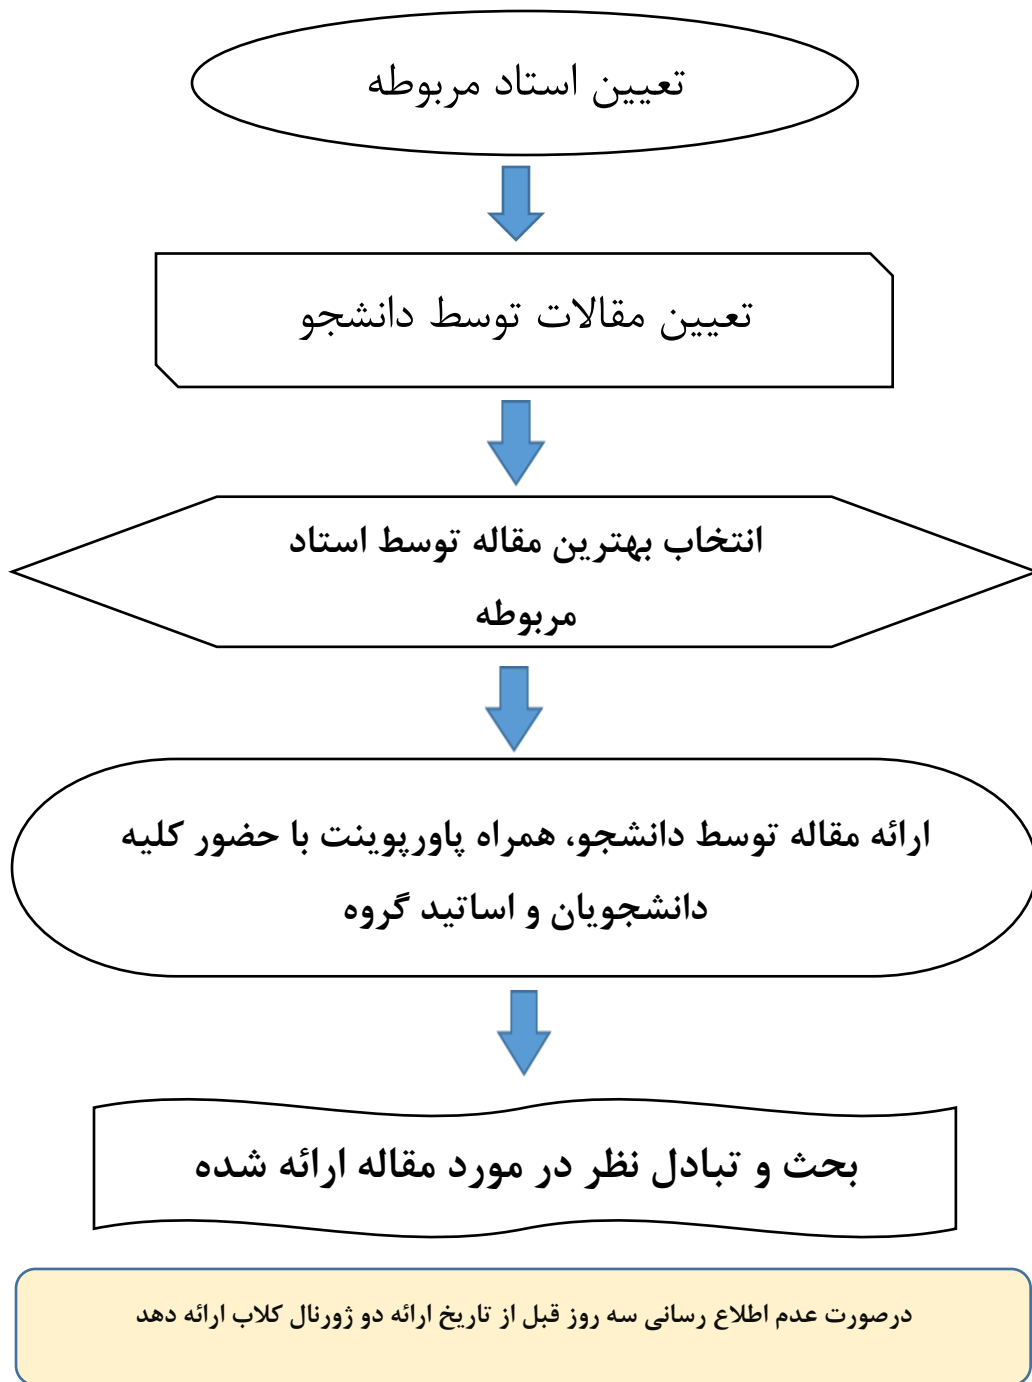 تعیین استاد مربوطه
تعیین مقالات توسط دانشجو
انتخاب بهترین مقاله توسط استاد
مربوطه
ارائه مقاله توسط دانشجو، همراه پاورپوینت با حضور کلیه
دانشجویان و اساتید گروه
بحث و تبادل نظر در مورد مقاله ارائه شده
درصورت عدم اطلاع رسانی سه روز قبل از تاریخ ارائه دو ژورنال کلاب ارائه دهد